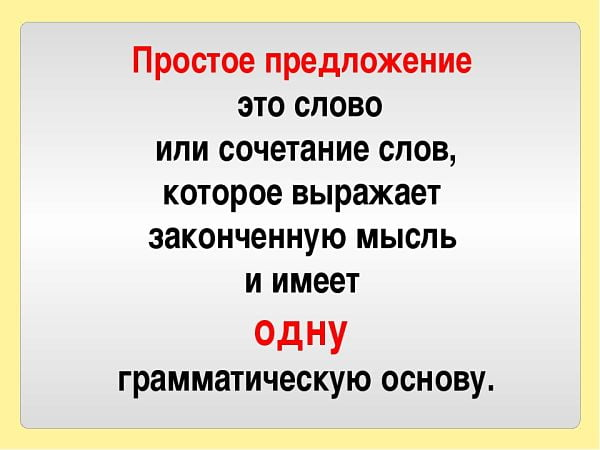 Простое предложение
это слово
или сочетание слов,
которое выражает
законченную мысль
и имеет
одну
грамматическую основу.